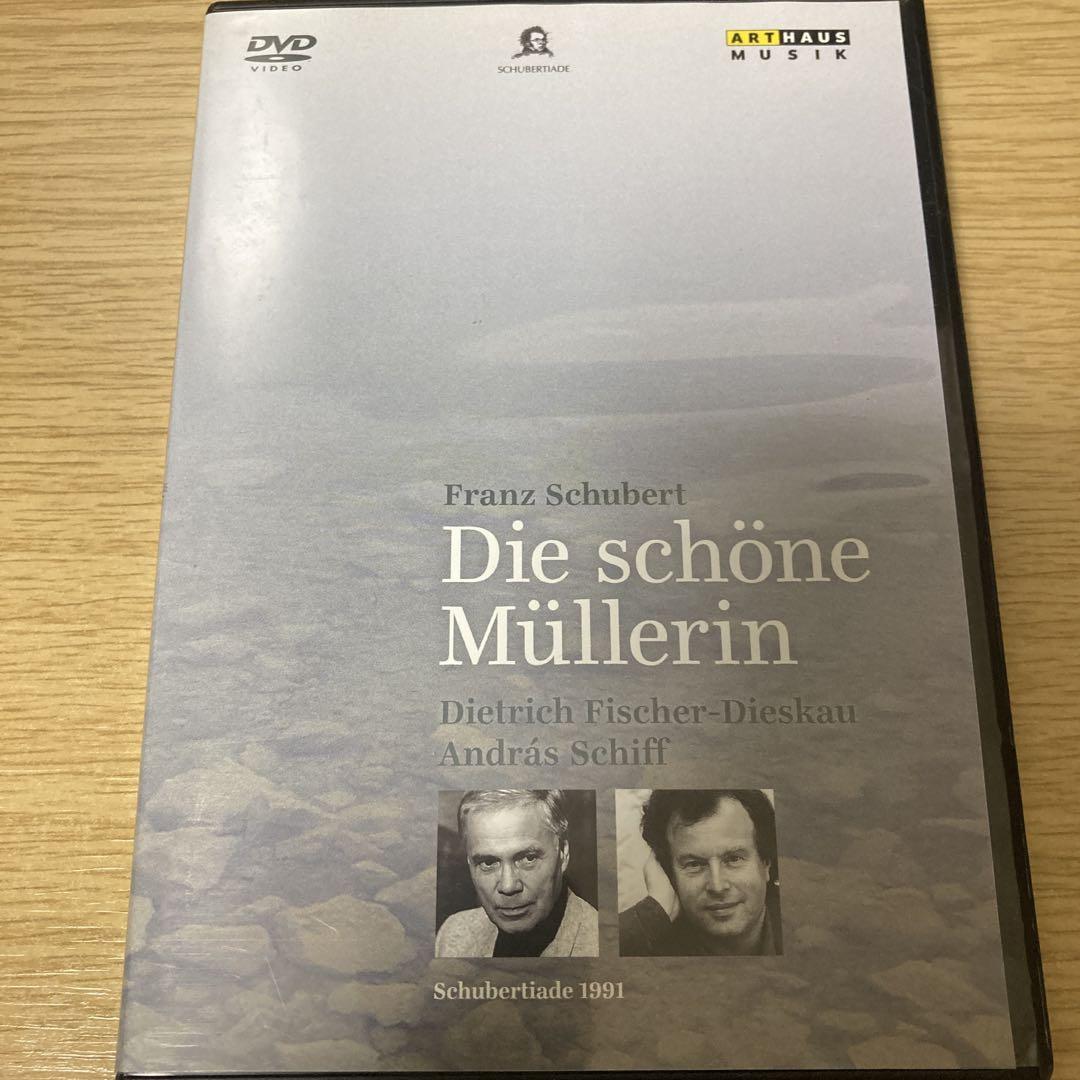 DVD
VIDEO
SCHUBERTIADE
ARTHAUS
MUSIK
Franz Schubert
Die schöne
Müllerin
Dietrich Fischer-Dieskau
András Schiff
Schubertiade 1991